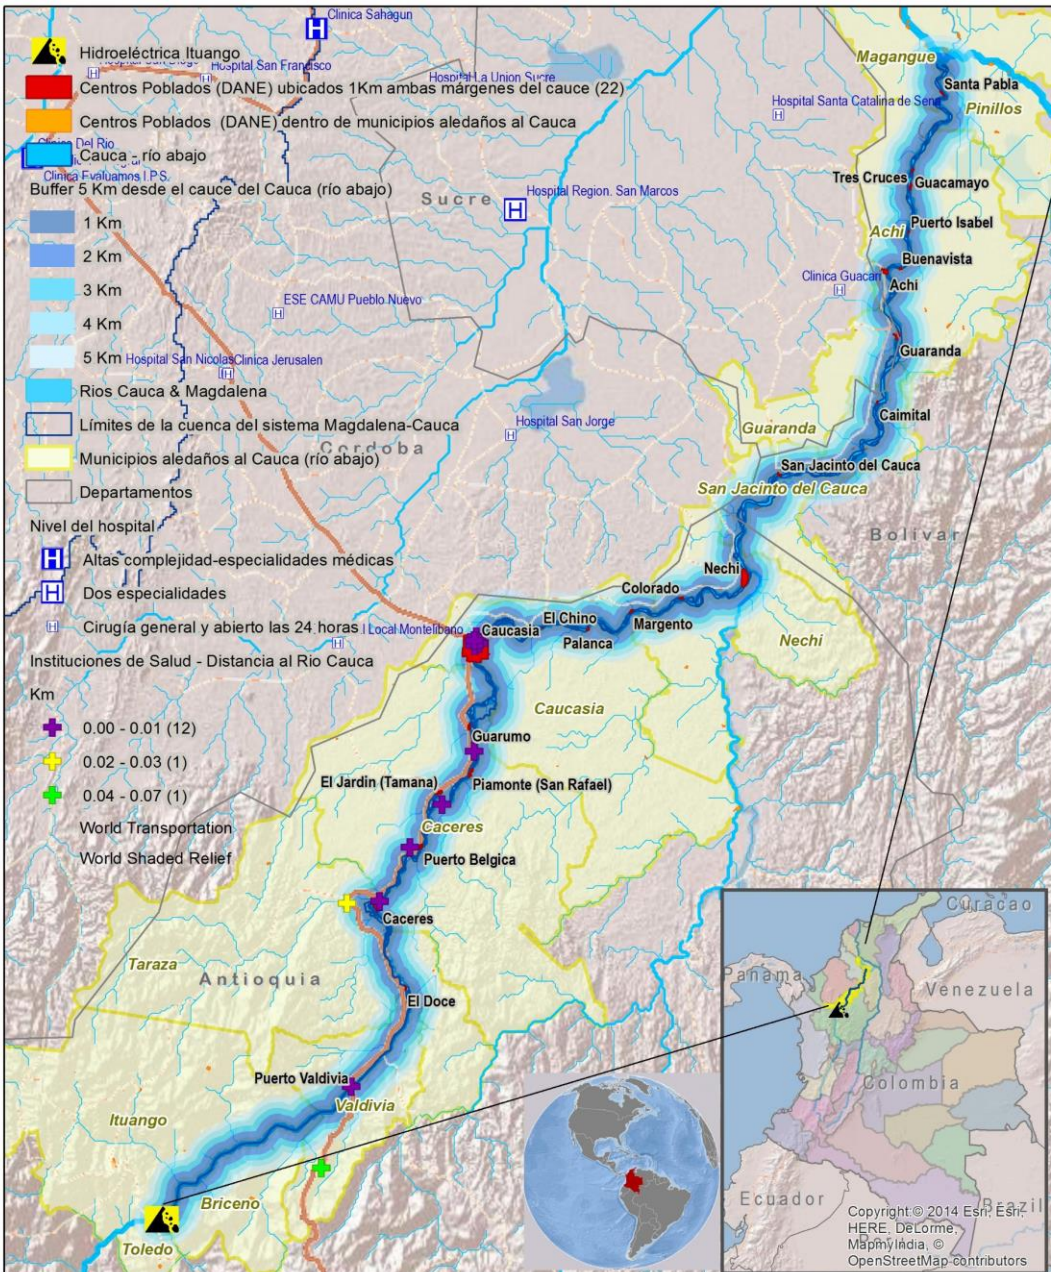 Clinica Sahagun
Hidroeléctrica Ituango
Hospital San Francisco
Hospital La Union Sucre
Centros Poblados (DANE) ubicados 1Km ambas márgenes del cauce (22)
Hospital Santa Catalina de Sena
Centros Poblados (DANE) dentro de municipios aledaños al Cauca
Cauca - río abajo
Clinica Evaluamos I.P.S.
Buffer 5 Km desde el cauce del Cauca (río abajo)
1 Km
2 Km
3 Km
4 Km
5 Km
Rios Cauca & Magdalena
Límites de la cuenca del sistema Magdalena-Cauca
Municipios aledaños al Cauca (río abajo)
Departamentos
Nivel del hospital
Altas complejidad-especialidades médicas
Dos especialidades
Cirugía general y abierto las 24 horas
Instituciones de Salud - Distancia al Rio Cauca
Km
0.00 - 0.01 (12)
0.02 - 0.03 (1)
0.04 - 0.07 (1)
World Transportation
World Shaded Relief
Hospital Region. San Marcos
Sucre
ESE CAMU Pueblo Nuevo
Hospital San Nicolas
Clinica Jerusalen
Hospital San Jorge
Cordoba
Local Montelibano
Clinica Guacari
Magangue
Santa Pabla
Pinillos
Tres Cruces
Guacamayo
Puerto Isabel
Achi
Buenavista
Achi
Guaranda
Caimital
Guaranda
San Jacinto del Cauca
San Jacinto del Cauca
Bolivar
Nechi
Colorado
El Chino
Margento
Palanca
Caucasia
Nechi
Caucasia
Guarumo
El Jardin (Tamana)
Piamonte (San Rafael)
Caceres
Puerto Belgica
Caceres
Taraza
Antioquia
El Doce
Puerto Valdivia
Valdivia
Ituango
Briceno
Toledo
Curacao
Panama
Venezuela
Colombia
Ecuador
Brazil
Copyright:© 2014 Esri, Esri,
HERE, DeLorme,
MapmyIndia, ©
OpenStreetMap contributors